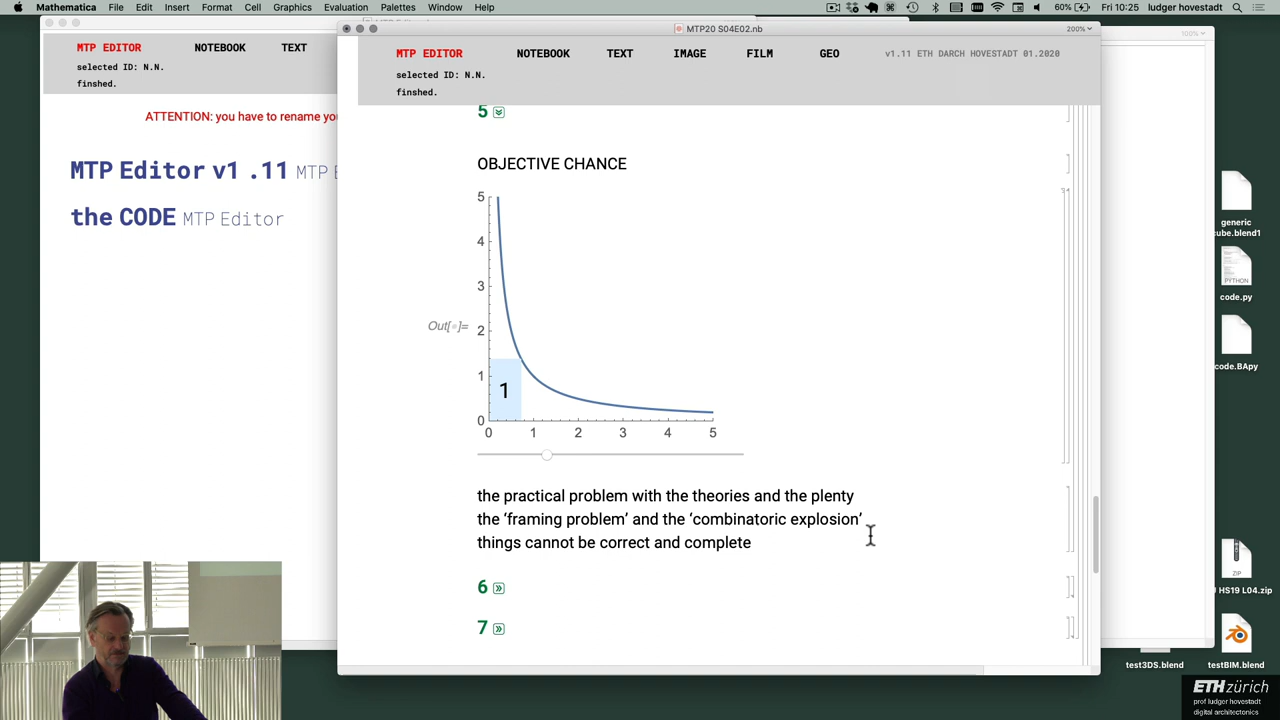 Mathematica File Edit Insert Format Cell Graphics Evaluation Palettes Window Help 60% Fri 10:25 ludger hovestadt
MTP20 S04E02.nb 200%
100%
MTP EDITOR NOTEBOOK TEXT
selected ID: N.N.
finshed.
MTP EDITOR NOTEBOOK TEXT IMAGE FILM GEO v1.11 ETH DARCH HOVESTADT 01.2020
selected ID: N.N.
finshed.
ATTENTION: you have to rename you
MTP Editor v1 .11 MTP E
the CODE MTP Editor
5
OBJECTIVE CHANCE
5
4
3
Out[ ]= 2
1
0
1
0 1 2 3 4 5
the practical problem with the theories and the plenty
the ‘framing problem’ and the ‘combinatoric explosion’
things cannot be correct and complete
6
7
generic
cube.blend1
PYTHON
code.py
code.BApy
ZIP
HS19 L04.zip
test3DS.blend
testBIM.blend
ETH zürich
prof ludger hovestadt
digital architectonics